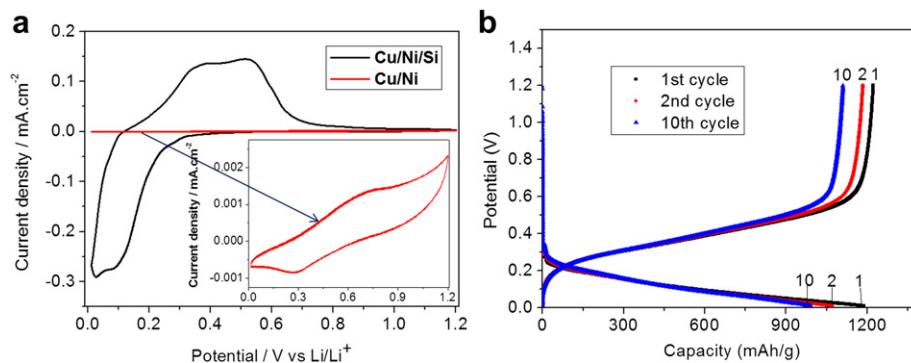 a
Current density / mA.cm-2
0.2
0.1
0.0
-0.1
-0.2
-0.3
0.0 0.2 0.4 0.6 0.8 1.0 1.2
Potential / V vs Li/Li+
Cu/Ni/Si
Cu/Ni
Current density / mA.cm-2
0.002
0.001
0.000
-0.001
0.0 0.3 0.6 0.9 1.2
b
Potential (V)
1.4
1.2
1.0
0.8
0.6
0.4
0.2
0.0
0 300 600 900 1200
Capacity (mAh/g)
1st cycle
2nd cycle
10th cycle
10 2 1
10 2 1